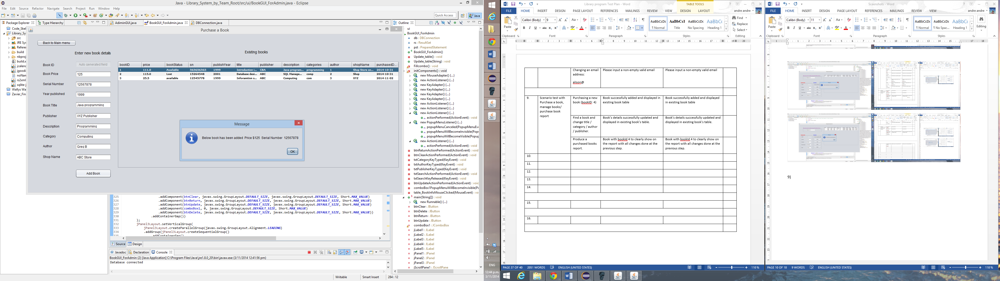 Java - Library_System_by_Team_Root/src/ui/BookGUI_ForAdmin.java - Eclipse
File Edit Source Refactor Navigate Search Project Run Window Help
Quick Access
Java
Package Explorer
Type Hierarchy
AdiminGUI.java
BookGUI_ForAdmin.java
DBConnection.java
Outline
Code_Skel
Library_Sy
src
JRE Sys
Referen
build
nbproj
build.x
jcalenc
jgoodi
noNan
rs2xml
sqlite-j
Wallys Wa
Zavier_Fin
Purchase a Book
Back to Main menu
Enter new book details
Existing books
Book ID Auto generated field
Book Price 125
Serial Number 12567878
Year published 1999
Book Title Java programming
Publisher XYZ Publisher
Description Programming
Category Computing
Author Greg B
Shop Name ABC Store
Add Book
bookID price bookStatus sn publishYear title publisher description categories author shopName purchasedD...
1 111.0 Available 565656565 1999 Introduction i... CBA Java program... programming 1 Shop Store on... 2014-10-31
2 115.0 Lost 15264548 2001 Database desi... ABC SQL Manage... comp 2 Shop 2014-10-31
3 25.5 available 12545778 1999 Inforamtion s... ABC Computing com 3 XYZ 2014-11-02
Message
Below book has been added Price $125 Serial Number 12567878
OK
325 .addComponent(btnClear, javax.swing.GroupLayout.DEFAULT_SIZE, javax.swing.GroupLayout.DEFAULT_SIZE, Short.MAX_VALUE)
326 .addComponent(btnReturn, javax.swing.GroupLayout.DEFAULT_SIZE, javax.swing.GroupLayout.DEFAULT_SIZE, Short.MAX_VALUE)
327 .addComponent(btnUpdate, javax.swing.GroupLayout.DEFAULT_SIZE, javax.swing.GroupLayout.DEFAULT_SIZE, Short.MAX_VALUE)
328 .addComponent(comboBox1, 0, javax.swing.GroupLayout.DEFAULT_SIZE, Short.MAX_VALUE)
329 .addComponent(btnDelete, javax.swing.GroupLayout.DEFAULT_SIZE, javax.swing.GroupLayout.DEFAULT_SIZE, Short.MAX_VALUE))
330 .addContainerGap())
331 );
332 jPanel3Layout.setVerticalGroup(
333 jPanel3Layout.createParallelGroup(javax.swing.GroupLayout.Alignment.LEADING)
334 .addGroup(jPanel3Layout.createSequentialGroup()
335 .addContainerGap()
Source Design
Javadoc Declaration Console
BookGUI_ForAdmin (2) [Java Application] C:\Program Files\Java\jre1.8.0_20\bin\javaw.exe (3/11/2014 12:41:56 pm)
Database connected
Writable Smart Insert 284 : 12
ui
BookGUI_ForAdmin
db : DBConnection
rs : ResultSet
pst : PreparedStatement
BookGUI_ForAdmin()
Update_table() : void
Update_table(String) : void
Fillcombo() : void
initComponents() : void
new MouseAdapter() {...}
new ActionListener() {...}
new KeyAdapter() {...}
new KeyAdapter() {...}
new KeyAdapter() {...}
new KeyAdapter() {...}
new ActionListener() {...}
new ActionListener() {...}
new ActionListener() {...}
actionPerformed(ActionEvent) : void
new PopupMenuListener() {...}
popupMenuCanceled(PopupMenuEve
popupMenuWillBecomeInvisible(Popu
popupMenuWillBecomeVisible(Popup
new ActionListener() {...}
actionPerformed(ActionEvent) : void
btnReturnActionPerformed(ActionEvent) : void
btnClearActionPerformed(ActionEvent) : void
txtCategoryKeyTyped(KeyEvent) : void
txtAuthorKeyTyped(KeyEvent) : void
txtPublisherKeyTyped(KeyEvent) : void
txtSearchActionPerformed(ActionEvent) : void
txtSearchKeyReleased(KeyEvent) : void
btnUpdateActionPerformed(ActionEvent) : void
comboBox1PopupMenuWillBecomeInvisible(Po
table_BookInfoMouseClicked(MouseEvent) : vo
main(String[]) : void
new Runnable() {...}
btnClear : JButton
btnDelete : JButton
btnReturn : JButton
btnUpdate : JButton
comboBox1 : JComboBox
jLabel1 : JLabel
jLabel2 : JLabel
jLabel3 : JLabel
jLabel4 : JLabel
jLabel5 : JLabel
jPanel1 : JPanel
jPanel2 : JPanel
jPanel3 : JPanel
jScrollPane1 : JScrollPane
ENG
12:44 p.m.
3/11/2014
Library program Test Plan - Word
TABLE TOOLS
FILE HOME INSERT DESIGN PAGE LAYOUT REFERENCES MAILINGS REVIEW VIEW DESIGN LAYOUT andre andre
Calibri (Body) 9
Paste
Clipboard Font Paragraph Styles Editing
¶ Normal Title No Spacing Heading 1
Find
Replace
Select
Changing an email address: alison@
Please input a non-empty valid email
Please input a non-empty valid email
9. Scenario test with Purchase a book, manage books/ purchase book report
Purchasing a new book (bookID: 4)
Book successfully added and displayed in existing book table
Book successfully added and displayed in existing book table
Find a book and change title / category / author / publisher.
Book's details successfully updated and displayed in existing book's table.
Book's details successfully updated and displayed in existing book's table.
Produce a purchased books report.
Book with bookId 4 to clearly show on the report with all changes done at the previous step.
Book with bookId 4 to clearly show on the report with all changes done at the previous step.
10.
11.
12.
13.
14.
15.
16.
PAGE 37 OF 40 2051 WORDS ENGLISH (UNITED STATES) 110 %
Sceenshots - Word
FILE HOME INSERT DESIGN PAGE LAYOUT REFERENCES MAILINGS REVIEW VIEW andre andre
Calibri (Body) 11
Paste
Clipboard Font Paragraph Styles
¶ Normal ¶ No Spac... Heading 1
Editing
9)
PAGE 10 OF 10 9 WORDS ENGLISH (UNITED STATES) 110 %